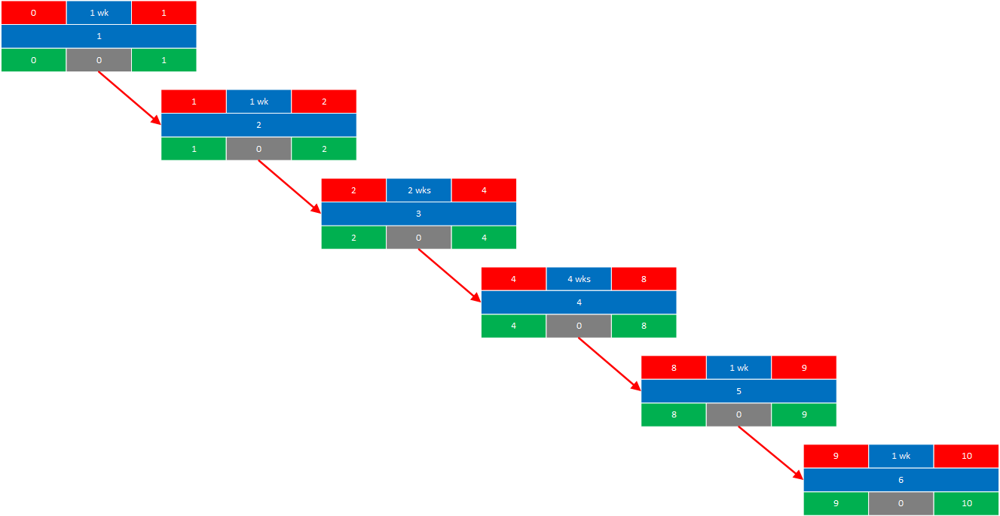 0 1 wk 1
1
0 0 1
1 1 wk 2
2
1 0 2
2 2 wks 4
3
2 0 4
4 4 wks 8
4
4 0 8
8 1 wk 9
5
8 0 9
9 1 wk 10
6
9 0 10